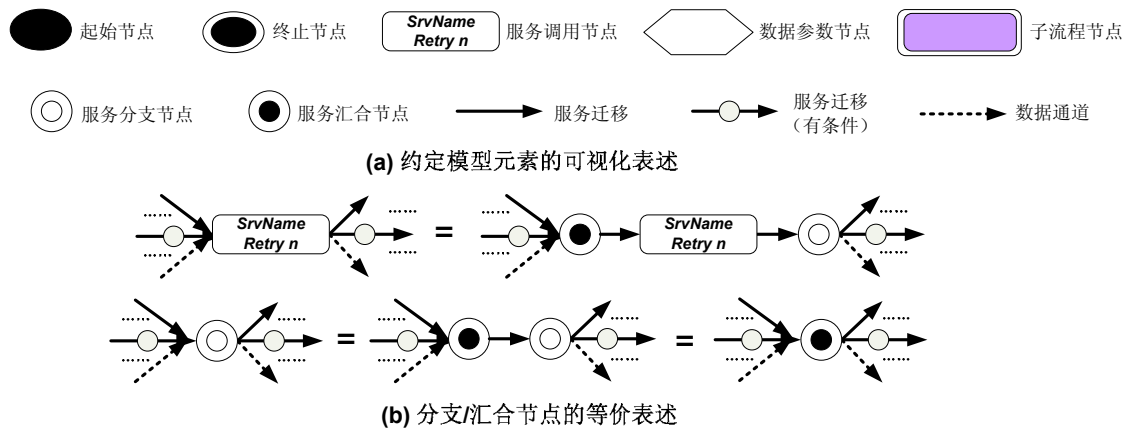 起始节点
终止节点
SrvName
Retry n
服务调用节点
数据参数节点
子流程节点
服务分支节点
服务汇合节点
服务迁移
服务迁移
（有条件）
数据通道
(a) 约定模型元素的可视化表述
......
......
SrvName
Retry n
......
......
=
......
......
SrvName
Retry n
......
......
......
......
......
......
=
......
......
......
......
=
......
......
......
......
(b) 分支/汇合节点的等价表述